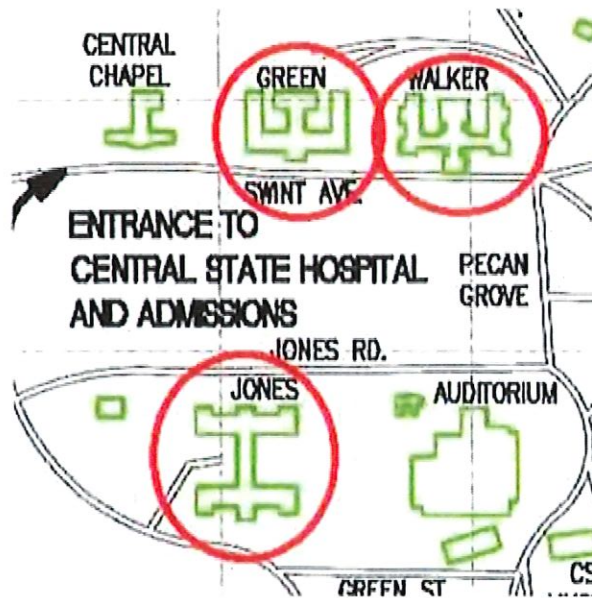 CENTRAL
CHAPEL
GREEN
WALKER
SWINT AVE.
ENTRANCE TO
CENTRAL STATE HOSPITAL
AND ADMISSIONS
PECAN
GROVE
JONES RD.
JONES
AUDITORIUM
GREEN ST
CS